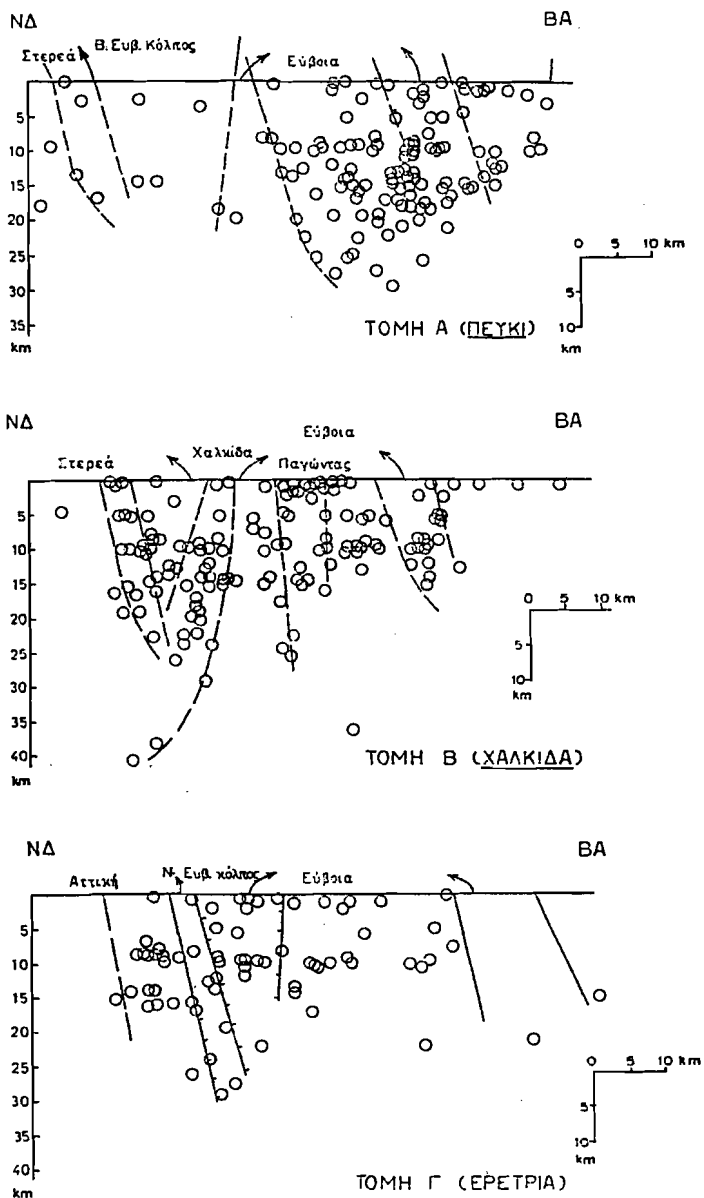 ΝΔ ΒΑ
Στερεά Β. Ευβ. Κόλπος Εύβοια
5
10
15
20
25
30
35
km
0 5 10 km
5
10
km
ΤΟΜΗ Α (ΠΕΥΚΙ)
ΝΔ ΒΑ
Στερεά Χαλκίδα Παγώντας Εύβοια
5
10
15
20
25
30
35
40
km
0 5 10 km
5
10
km
ΤΟΜΗ Β (ΧΑΛΚΙΔΑ)
ΝΔ ΒΑ
Αττική Ν. Ευβ κόλπος Εύβοια
5
10
15
20
25
30
35
40
km
0 5 10 km
5
10
km
ΤΟΜΗ Γ (ΕΡΕΤΡΙΑ)